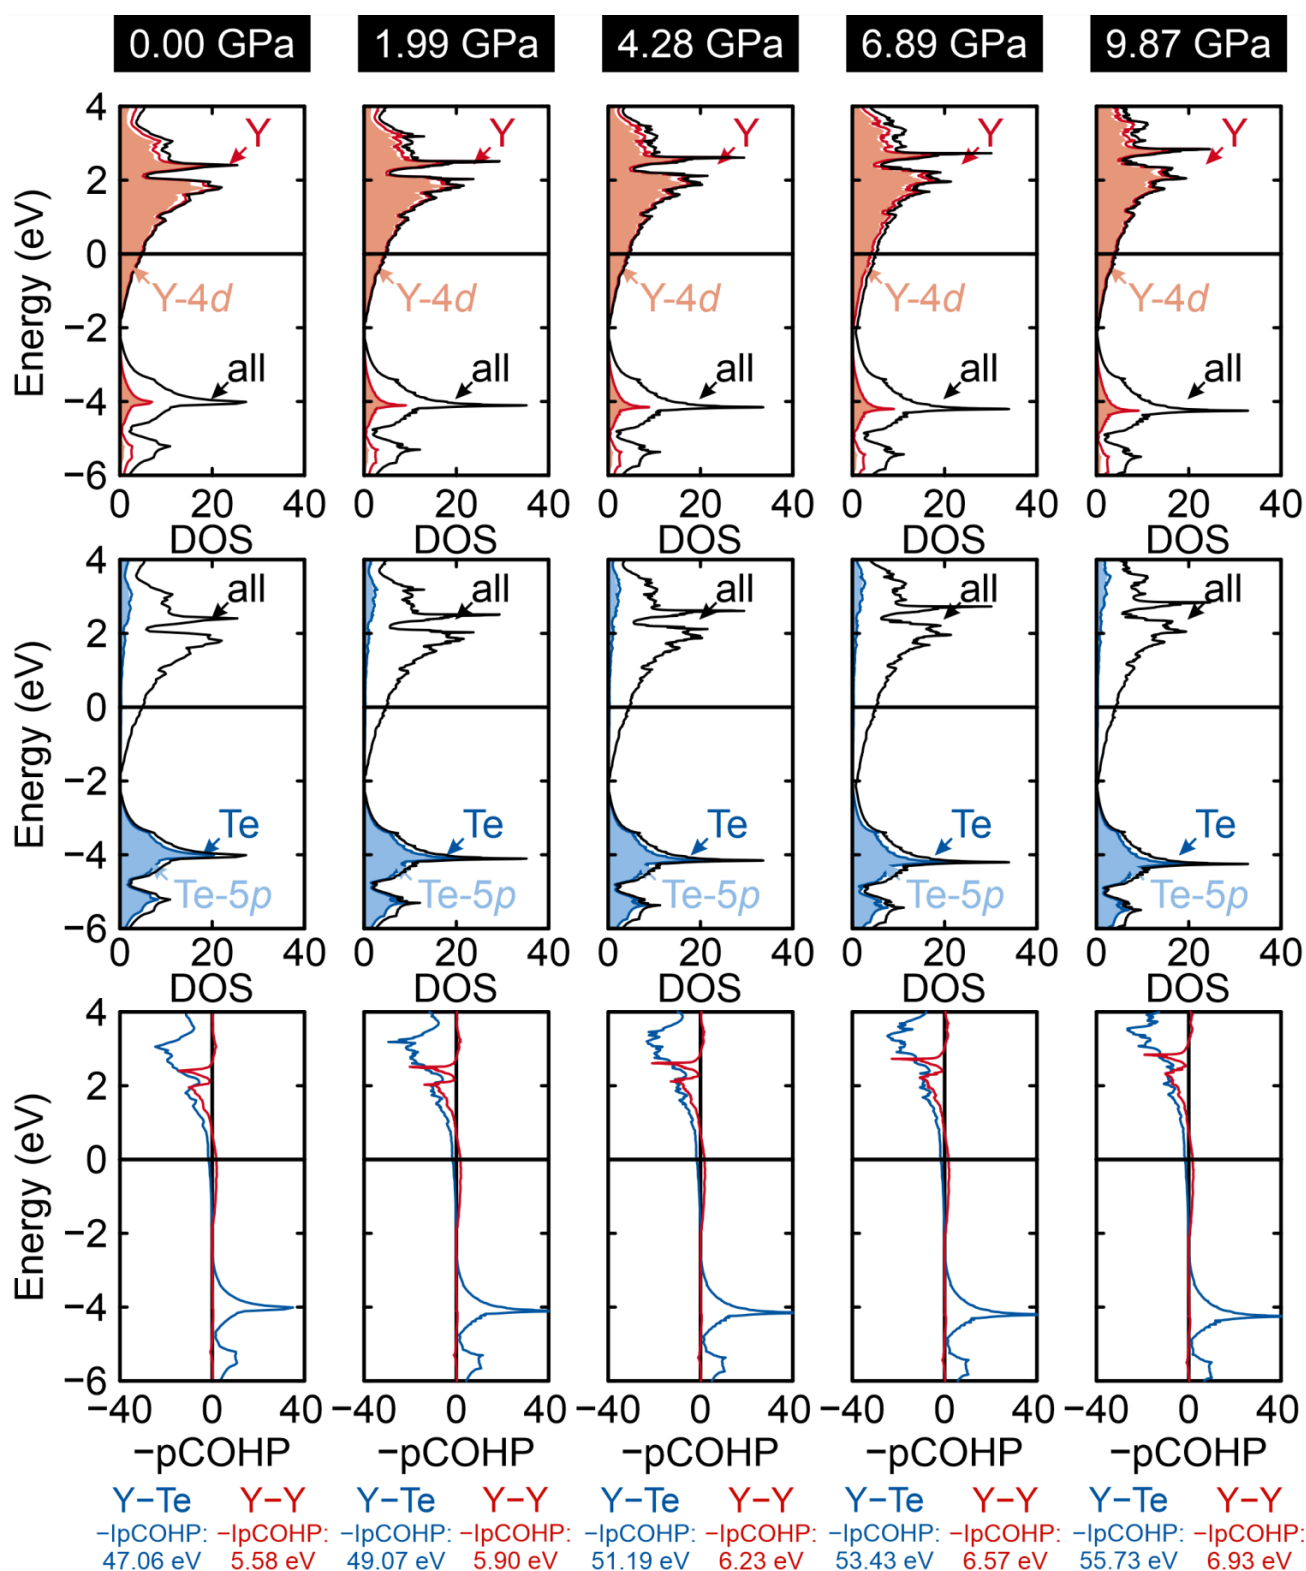 0.00 GPa 1.99 GPa 4.28 GPa 6.89 GPa 9.87 GPa
Energy (eV)
4 2 0 −2 −4 −6
Y Y Y Y Y
Y-4d Y-4d Y-4d Y-4d Y-4d
all all all all all
0 20 40 0 20 40 0 20 40 0 20 40 0 20 40
DOS DOS DOS DOS DOS
Energy (eV)
4 2 0 −2 −4 −6
all all all all all
Te Te Te Te Te
Te-5p Te-5p Te-5p Te-5p Te-5p
0 20 40 0 20 40 0 20 40 0 20 40 0 20 40
DOS DOS DOS DOS DOS
Energy (eV)
4 2 0 −2 −4 −6
−40 0 40 −40 0 40 −40 0 40 −40 0 40 −40 0 40
−pCOHP −pCOHP −pCOHP −pCOHP −pCOHP
Y−Te Y−Y Y−Te Y−Y Y−Te Y−Y Y−Te Y−Y Y−Te Y−Y
−IpCOHP: −IpCOHP: −IpCOHP: −IpCOHP: −IpCOHP: −IpCOHP: −IpCOHP: −IpCOHP: −IpCOHP: −IpCOHP:
47.06 eV 5.58 eV 49.07 eV 5.90 eV 51.19 eV 6.23 eV 53.43 eV 6.57 eV 55.73 eV 6.93 eV